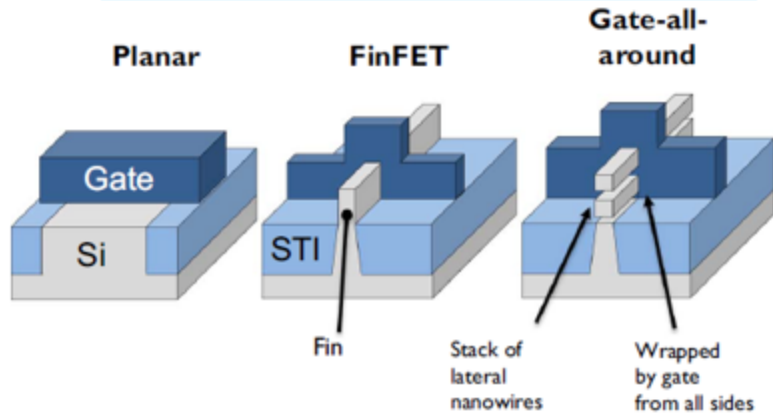 Planar
FinFET
Gate-all-
around
Gate
Si
STI
Fin
Stack of
lateral
nanowires
Wrapped
by gate
from all sides